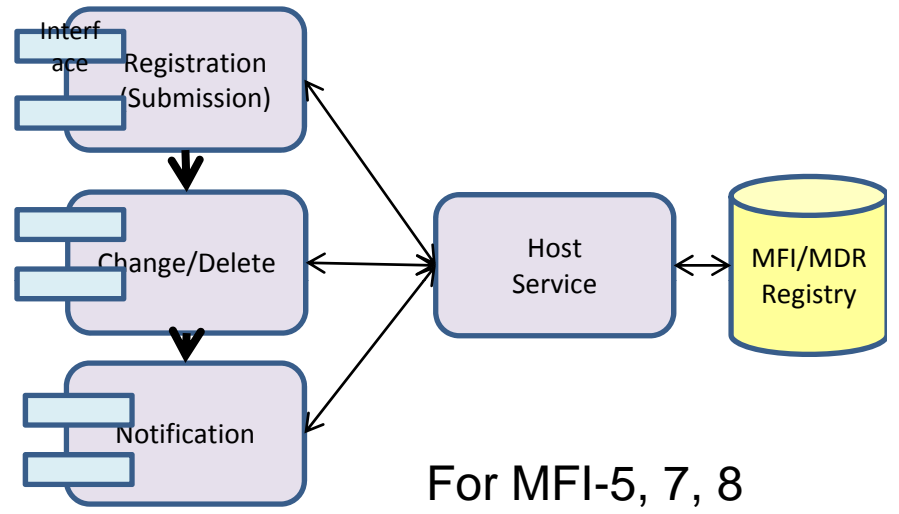 Interf
ace
Registration
(Submission)
Change/Delete
Notification
Host
Service
MFI/MDR
Registry
For MFI-5, 7, 8